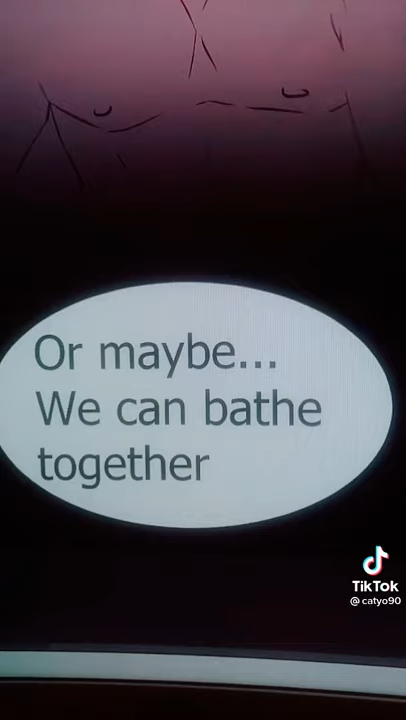 Or maybe...
We can bathe
together
TikTok
@catyo90